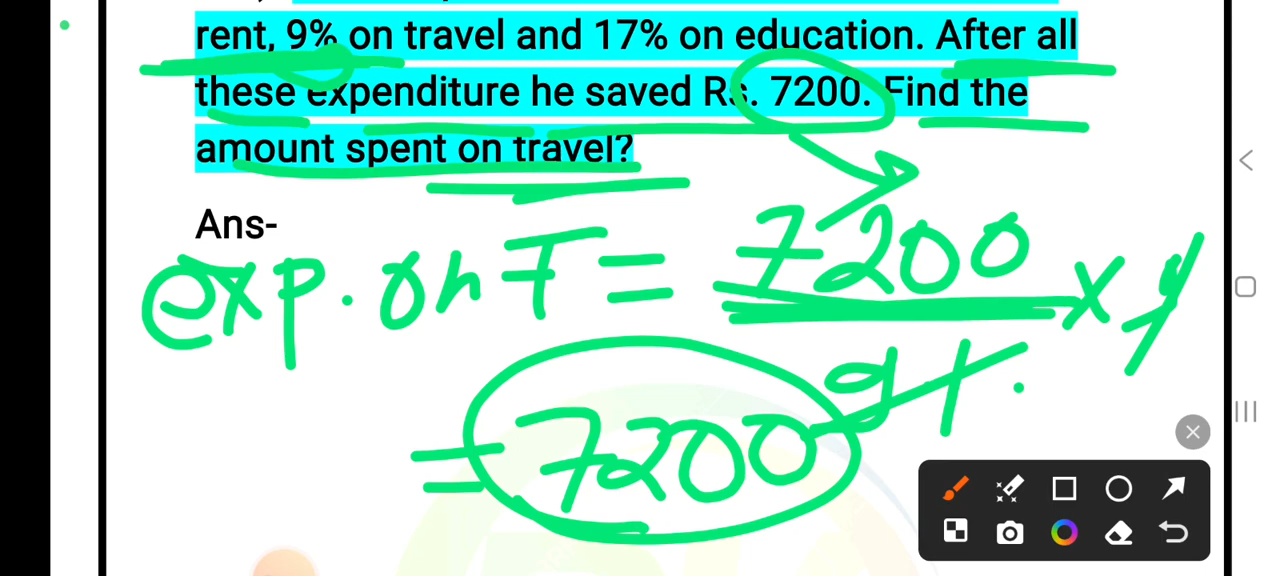 rent, 9% on travel and 17% on education. After all
these expenditure he saved Rs. 7200. Find the
amount spent on travel?
Ans-
exp. on T = 7200 × 9
9%
= 7200